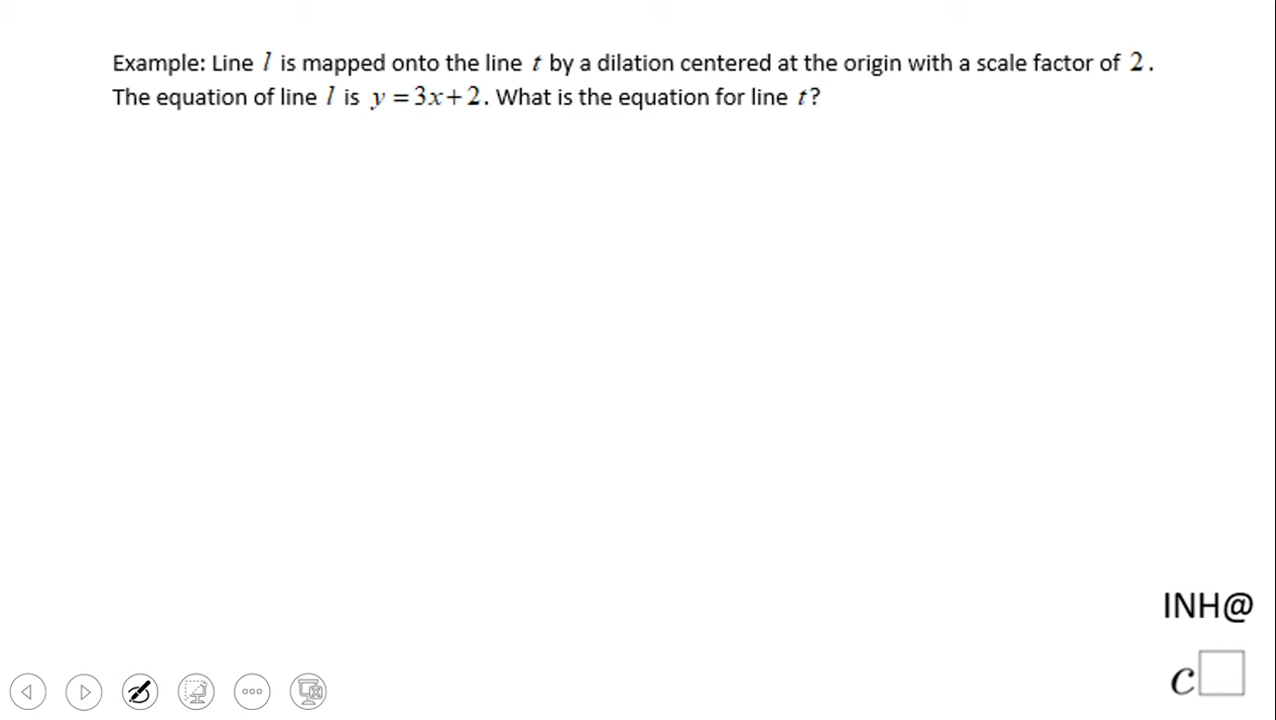 Example: Line l is mapped onto the line t by a dilation centered at the origin with a scale factor of 2.
The equation of line l is y = 3x + 2. What is the equation for line t?
INH@
c□